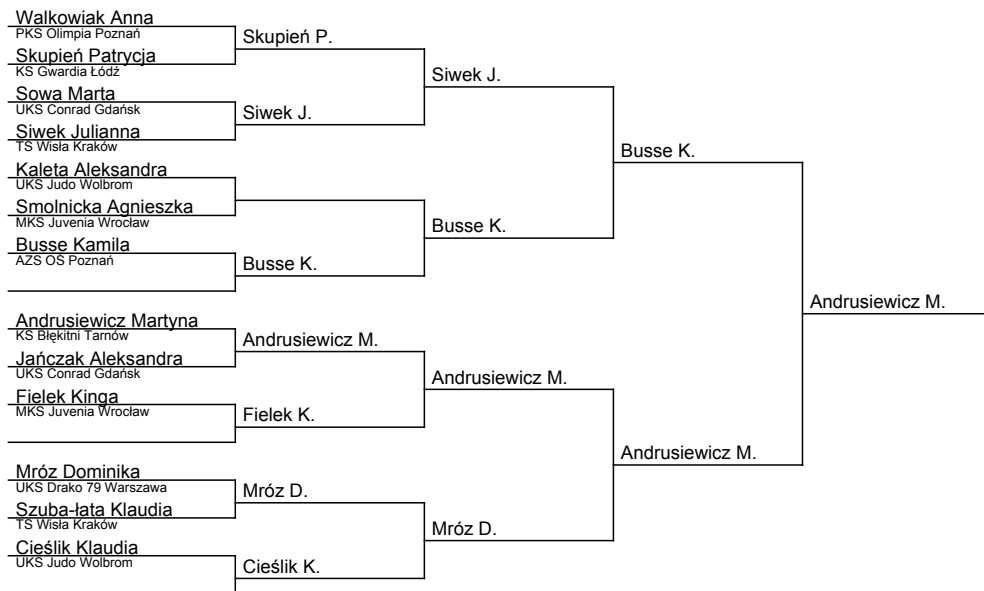 Walkowiak Anna
PKS Olimpia Poznań
Skupień P.
Skupień Patrycja
KS Gwardia Łódź
Siwek J.
Sowa Marta
UKS Conrad Gdańsk
Siwek J.
Siwek Julianna
TS Wisła Kraków
Busse K.
Kaleta Aleksandra
UKS Judo Wolbrom
Smolnicka Agnieszka
MKS Juvenia Wrocław
Busse K.
Busse Kamila
AZS OŚ Poznań
Busse K.
Andrusiewicz M.
Andrusiewicz Martyna
KS Błękitni Tarnów
Andrusiewicz M.
Jańczak Aleksandra
UKS Conrad Gdańsk
Andrusiewicz M.
Fielek Kinga
MKS Juvenia Wrocław
Fielek K.
Andrusiewicz M.
Mróz Dominika
UKS Drako 79 Warszawa
Mróz D.
Szuba-łata Klaudia
TS Wisła Kraków
Mróz D.
Cieślik Klaudia
UKS Judo Wolbrom
Cieślik K.